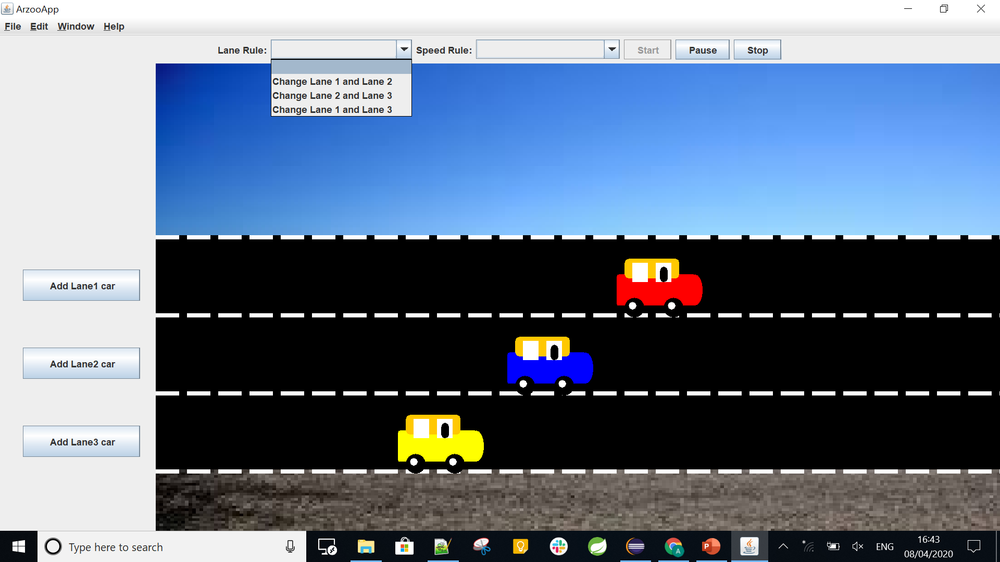 ArzooApp
File Edit Window Help
Lane Rule: Speed Rule: Start Pause Stop
Change Lane 1 and Lane 2
Change Lane 2 and Lane 3
Change Lane 1 and Lane 3
Add Lane1 car
Add Lane2 car
Add Lane3 car
Type here to search
A
P
ENG
16:43
08/04/2020